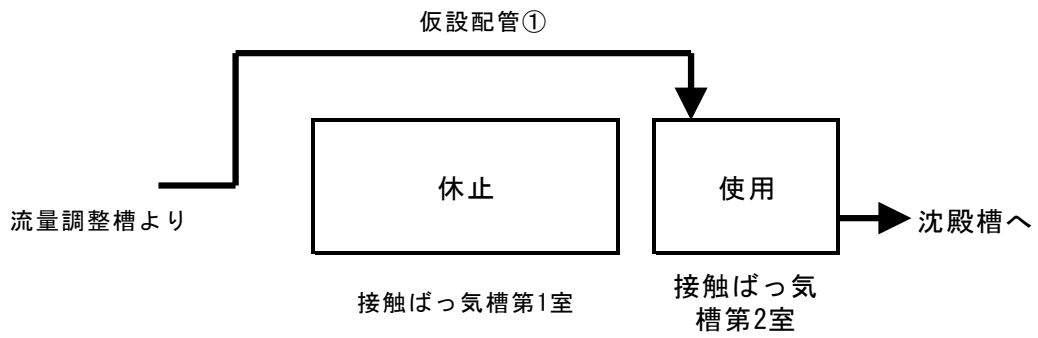 仮設配管①
休止
使用
流量調整槽より
沈殿槽へ
接触ばっ気槽第1室
接触ばっ気
槽第2室